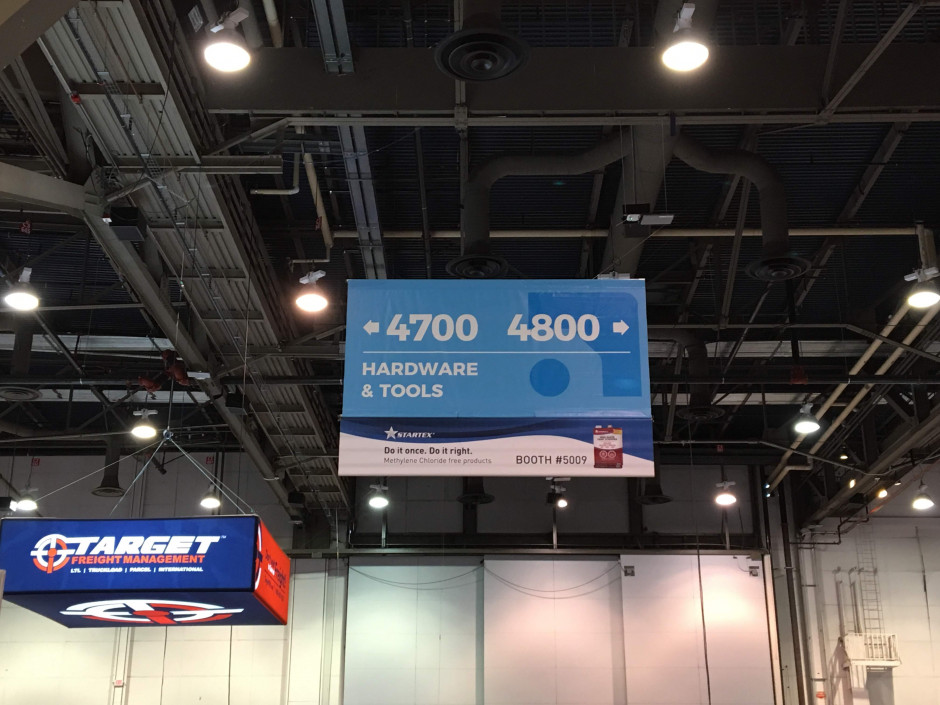 4700 4800
HARDWARE
& TOOLS
STARTEX
Do it once. Do it right.
Methylene Chloride free products
BOOTH #5009
TARGET™
FREIGHT MANAGEMENT
LTL | TRUCKLOAD | PARCEL | INTERNATIONAL